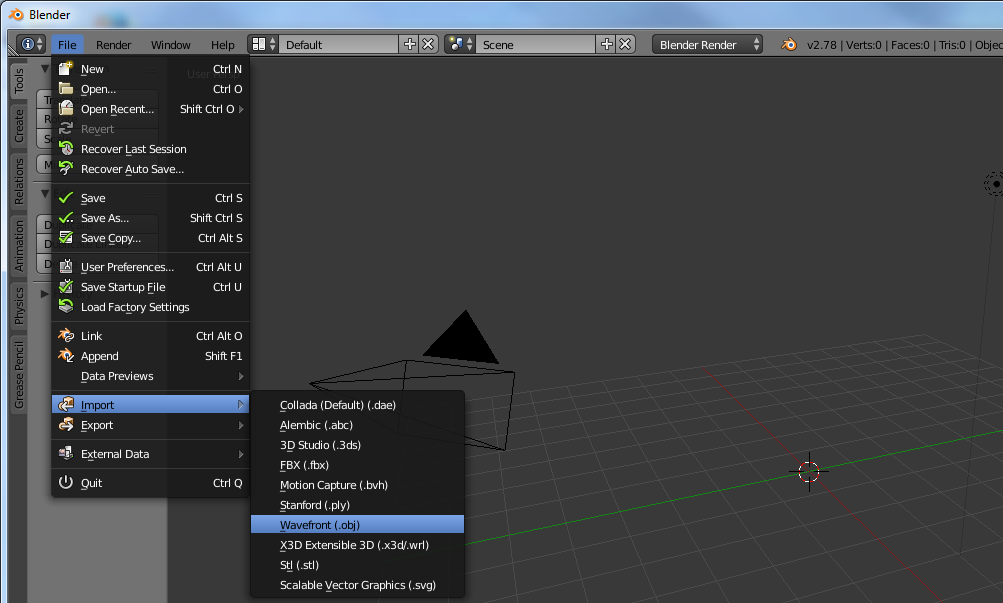 Blender
File Render Window Help Default Scene Blender Render v2.78 | Verts:0 | Faces:0 | Tris:0 | Objec
Tools
Create
Relations
Animation
Physics
Grease Pencil
New Ctrl N
Open... Ctrl O
Open Recent... Shift Ctrl O
Revert
Recover Last Session
Recover Auto Save...
Save Ctrl S
Save As... Shift Ctrl S
Save Copy... Ctrl Alt S
User Preferences... Ctrl Alt U
Save Startup File Ctrl U
Load Factory Settings
Link Ctrl Alt O
Append Shift F1
Data Previews
Import
Export
External Data
Quit Ctrl Q
Collada (Default) (.dae)
Alembic (.abc)
3D Studio (.3ds)
FBX (.fbx)
Motion Capture (.bvh)
Stanford (.ply)
Wavefront (.obj)
X3D Extensible 3D (.x3d/.wrl)
Stl (.stl)
Scalable Vector Graphics (.svg)